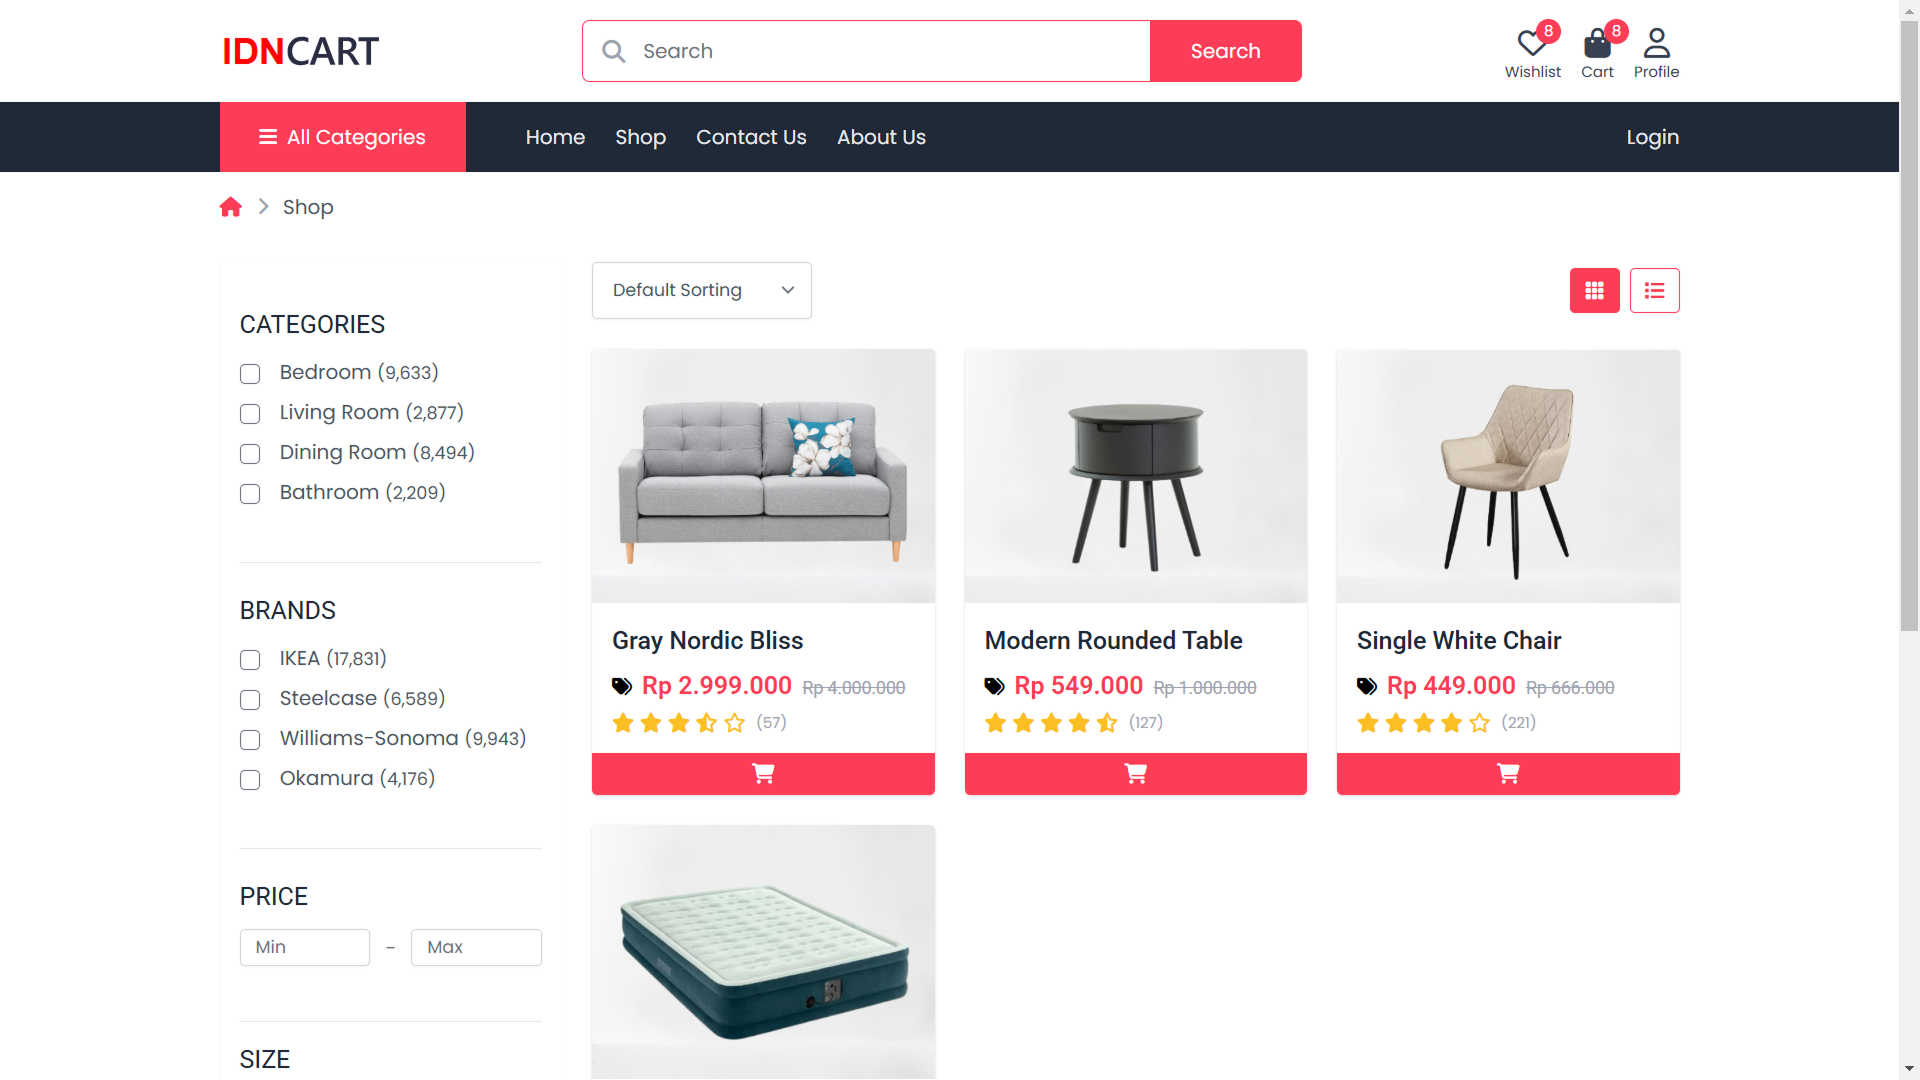 IDNCART
Search
Search
8
Wishlist
8
Cart
Profile
All Categories
Home
Shop
Contact Us
About Us
Login
Shop
CATEGORIES
Bedroom (9,633)
Living Room (2,877)
Dining Room (8,494)
Bathroom (2,209)
BRANDS
IKEA (17,831)
Steelcase (6,589)
Williams-Sonoma (9,943)
Okamura (4,176)
PRICE
Min - Max
SIZE
Default Sorting
Gray Nordic Bliss
Rp 2.999.000 Rp 4.000.000
(57)
Modern Rounded Table
Rp 549.000 Rp 1.000.000
(127)
Single White Chair
Rp 449.000 Rp 666.000
(221)